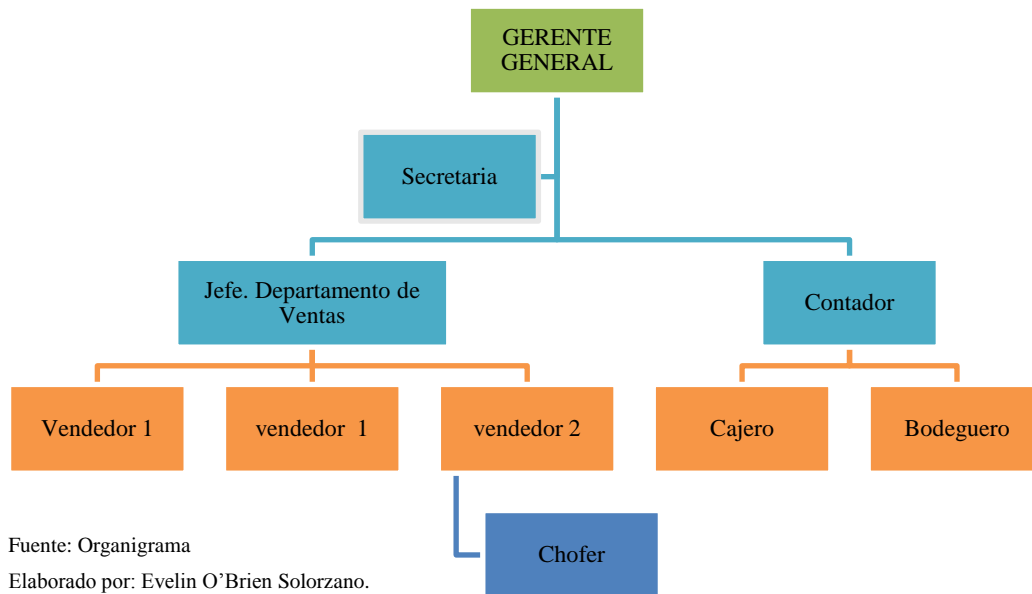 GERENTE
GENERAL
Secretaria
Jefe. Departamento de
Ventas
Contador
Vendedor 1
vendedor 1
vendedor 2
Cajero
Bodeguero
Chofer
Fuente: Organigrama
Elaborado por: Evelin O’Brien Solorzano.